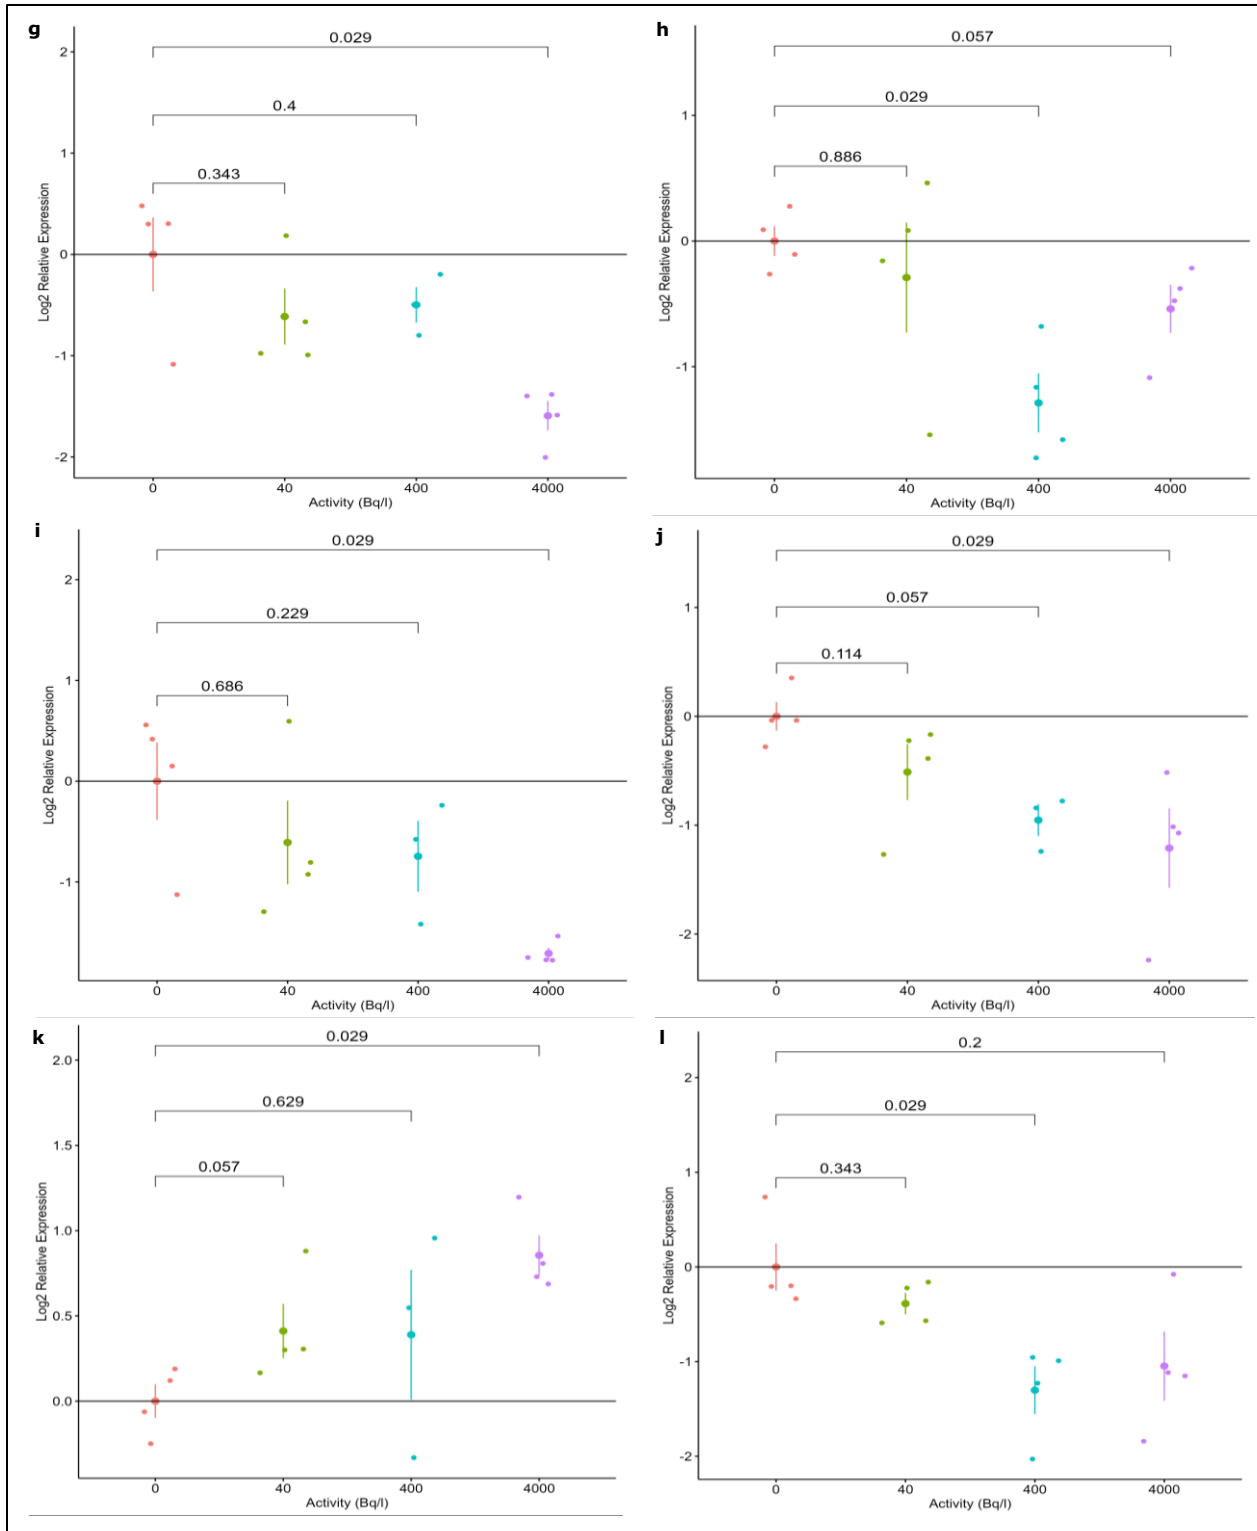 g
0.029
2
0.4
1
0.343
0
-1
-2
Log2 Relative Expression
0 40 400 4000
Activity (Bq/l)
h
0.057
0.029
1
0.886
0
-1
Log2 Relative Expression
0 40 400 4000
Activity (Bq/l)
i
0.029
2
0.229
1
0.686
0
-1
Log2 Relative Expression
0 40 400 4000
Activity (Bq/l)
j
0.029
0.057
1
0.114
0
-1
-2
Log2 Relative Expression
0 40 400 4000
Activity (Bq/l)
k
0.029
2.0
0.629
1.5
0.057
1.0
0.5
0.0
Log2 Relative Expression
0 40 400 4000
Activity (Bq/l)
l
0.2
2
0.029
1
0.343
0
-1
-2
Log2 Relative Expression
0 40 400 4000
Activity (Bq/l)